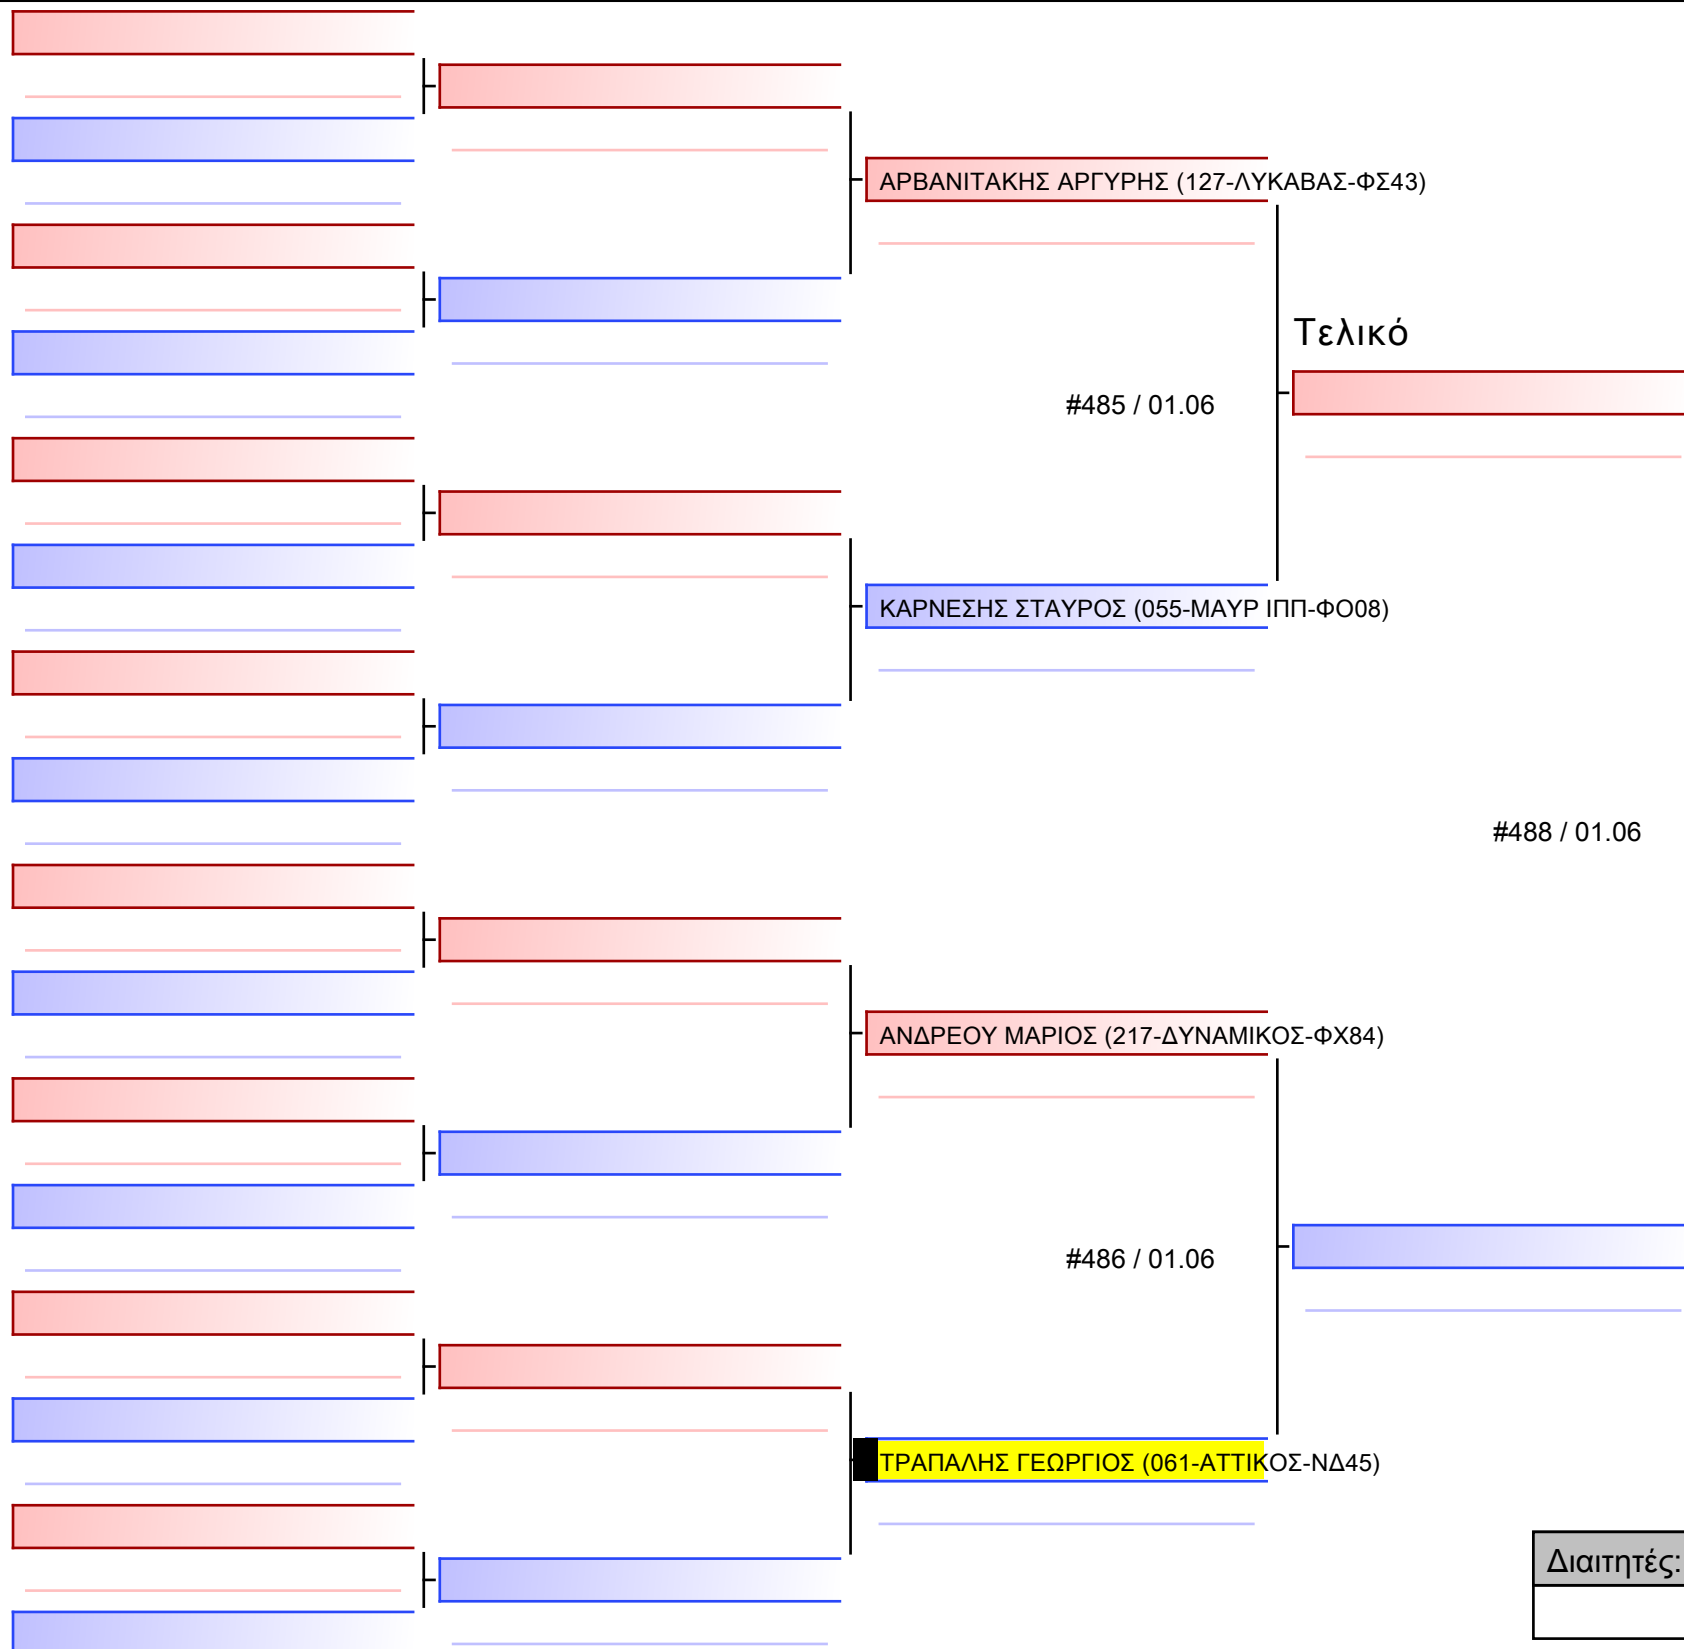 ΑΡΒΑΝΙΤΑΚΗΣ ΑΡΓΥΡΗΣ (127-ΛΥΚΑΒΑΣ-ΦΣ43)
Τελικό
#485 / 01.06
ΚΑΡΝΕΣΗΣ ΣΤΑΥΡΟΣ (055-ΜΑΥΡ ΙΠΠ-ΦΟ08)
#488 / 01.06
ΑΝΔΡΕΟΥ ΜΑΡΙΟΣ (217-ΔΥΝΑΜΙΚΟΣ-ΦΧ84)
#486 / 01.06
ΤΡΑΠΑΛΗΣ ΓΕΩΡΓΙΟΣ (061-ΑΤΤΙΚΟΣ-ΝΔ45)
Διαιτητές: